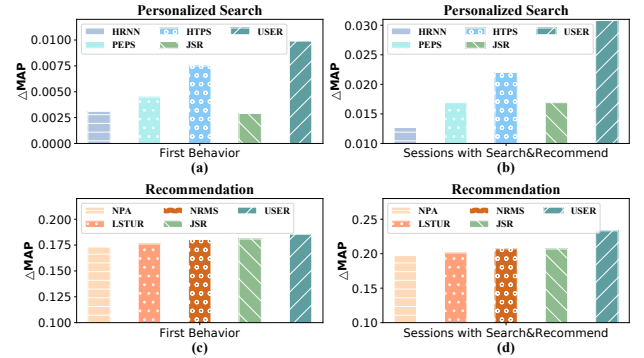 Personalized Search
HRNN HTPS USER
PEPS JSR
△MAP
0.0100
0.0075
0.0050
0.0025
0.0000
First Behavior
(a)
Personalized Search
HRNN HTPS USER
PEPS JSR
△MAP
0.030
0.025
0.020
0.015
0.010
Sessions with Search&Recommend
(b)
Recommendation
NPA NRMS USER
LSTUR JSR
△MAP
0.200
0.175
0.150
0.125
0.100
First Behavior
(c)
Recommendation
NPA NRMS USER
LSTUR JSR
△MAP
0.25
0.20
0.15
0.10
Sessions with Search&Recommend
(d)